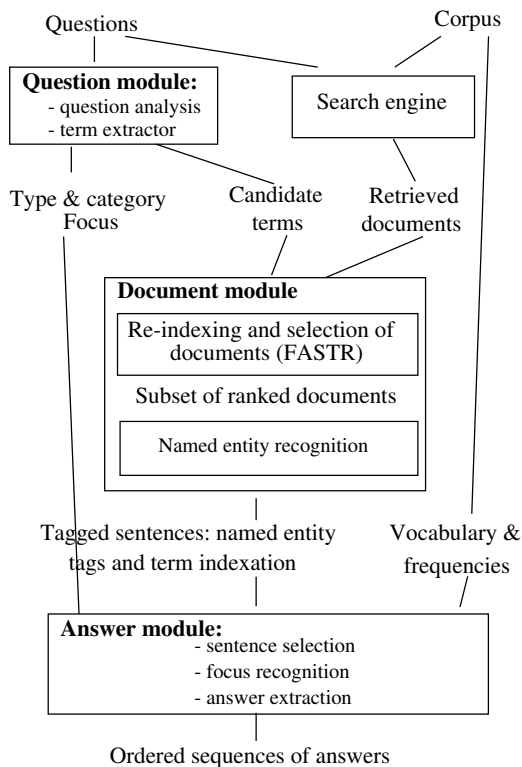 Questions
Corpus
Question module:
- question analysis
- term extractor
Search engine
Type & category
Focus
Candidate
terms
Retrieved
documents
Document module
Re-indexing and selection of
documents (FASTR)
Subset of ranked documents
Named entity recognition
Tagged sentences: named entity
tags and term indexation
Vocabulary &
frequencies
Answer module:
- sentence selection
- focus recognition
- answer extraction
Ordered sequences of answers